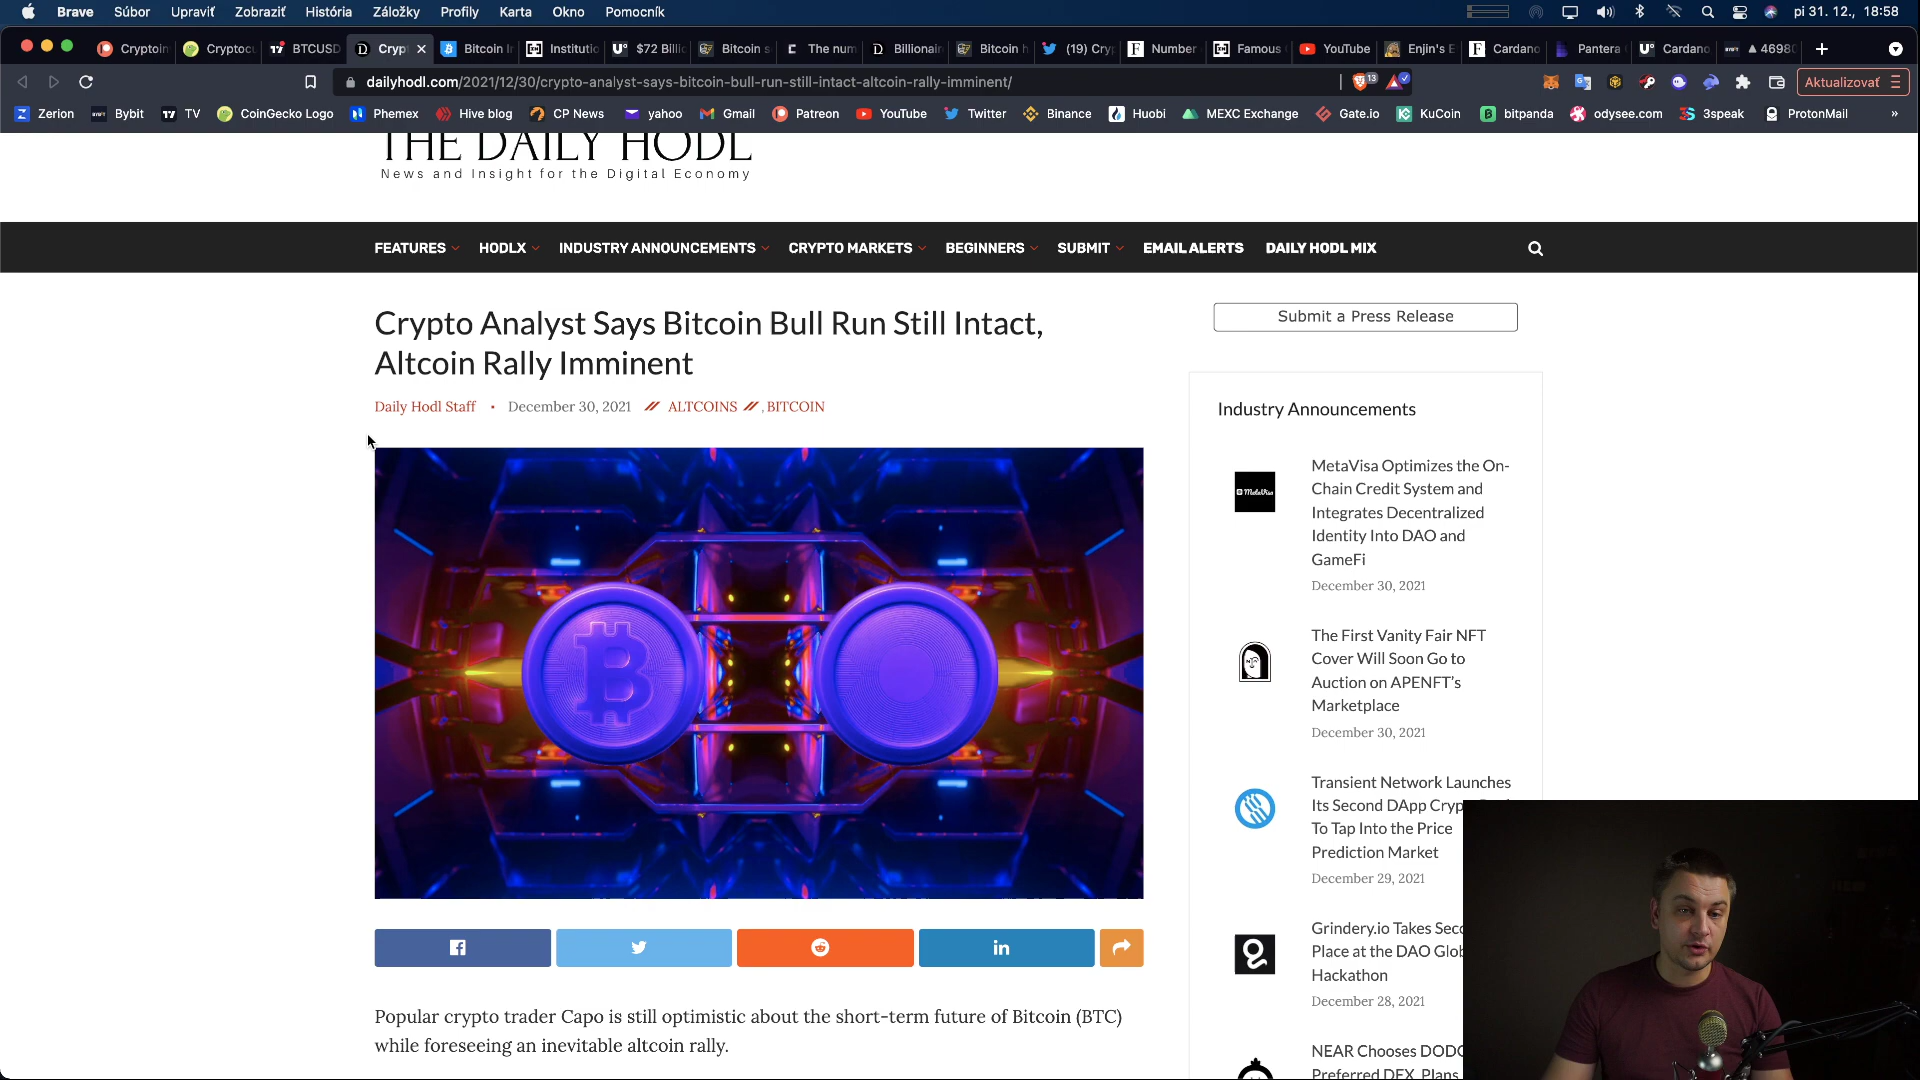 Brave Súbor Upraviť Zobraziť História Záložky Profily Karta Okno Pomocník pi 31. 12., 18:58
Cryptoin Cryptocu BTCUSD Cryp Bitcoin Ir Institutio $72 Billio Bitcoin s The num Billionair Bitcoin h (19) Cry Number Famous YouTube Enjin's E Cardano Pantera Cardano ▲ 46980
dailyhodl.com/2021/12/30/crypto-analyst-says-bitcoin-bull-run-still-intact-altcoin-rally-imminent/ 13 Aktualizovať
Zerion Bybit TV CoinGecko Logo Phemex Hive blog CP News yahoo Gmail Patreon YouTube Twitter Binance Huobi MEXC Exchange Gate.io KuCoin bitpanda odysee.com 3speak ProtonMail »
THE DAILY HODL
News and Insight for the Digital Economy
FEATURES HODLX INDUSTRY ANNOUNCEMENTS CRYPTO MARKETS BEGINNERS SUBMIT EMAIL ALERTS DAILY HODL MIX
Crypto Analyst Says Bitcoin Bull Run Still Intact,
Altcoin Rally Imminent
Daily Hodl Staff • December 30, 2021 // ALTCOINS // , BITCOIN
Popular crypto trader Capo is still optimistic about the short-term future of Bitcoin (BTC)
while foreseeing an inevitable altcoin rally.
Submit a Press Release
Industry Announcements
MetaVisa
MetaVisa Optimizes the On-
Chain Credit System and
Integrates Decentralized
Identity Into DAO and
GameFi
December 30, 2021
The First Vanity Fair NFT
Cover Will Soon Go to
Auction on APENFT's
Marketplace
December 30, 2021
Transient Network Launches
Its Second DApp Cryp
To Tap Into the Price
Prediction Market
December 29, 2021
Grindery.io Takes Seco
Place at the DAO Glob
Hackathon
December 28, 2021
NEAR Chooses DODO
Preferred DEX, Plans